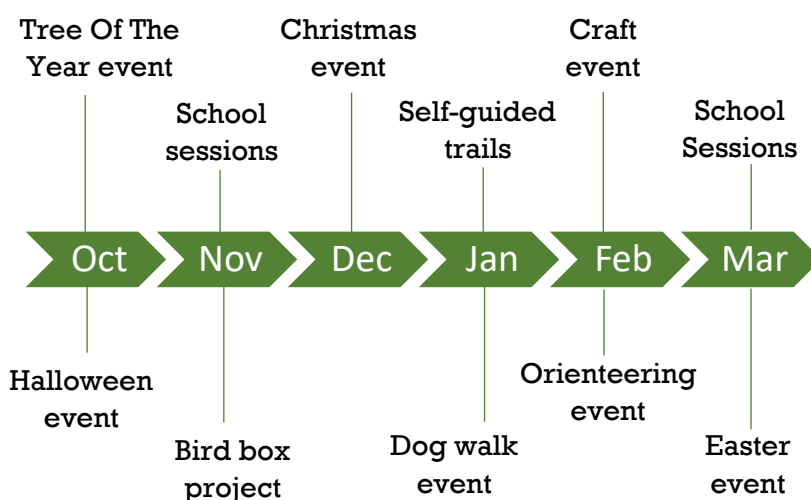 Tree Of The
Year event
Christmas
event
Craft
event
School
sessions
Self-guided
trails
School
Sessions
Oct
Nov
Dec
Jan
Feb
Mar
Halloween
event
Orienteering
event
Bird box
project
Dog walk
event
Easter
event